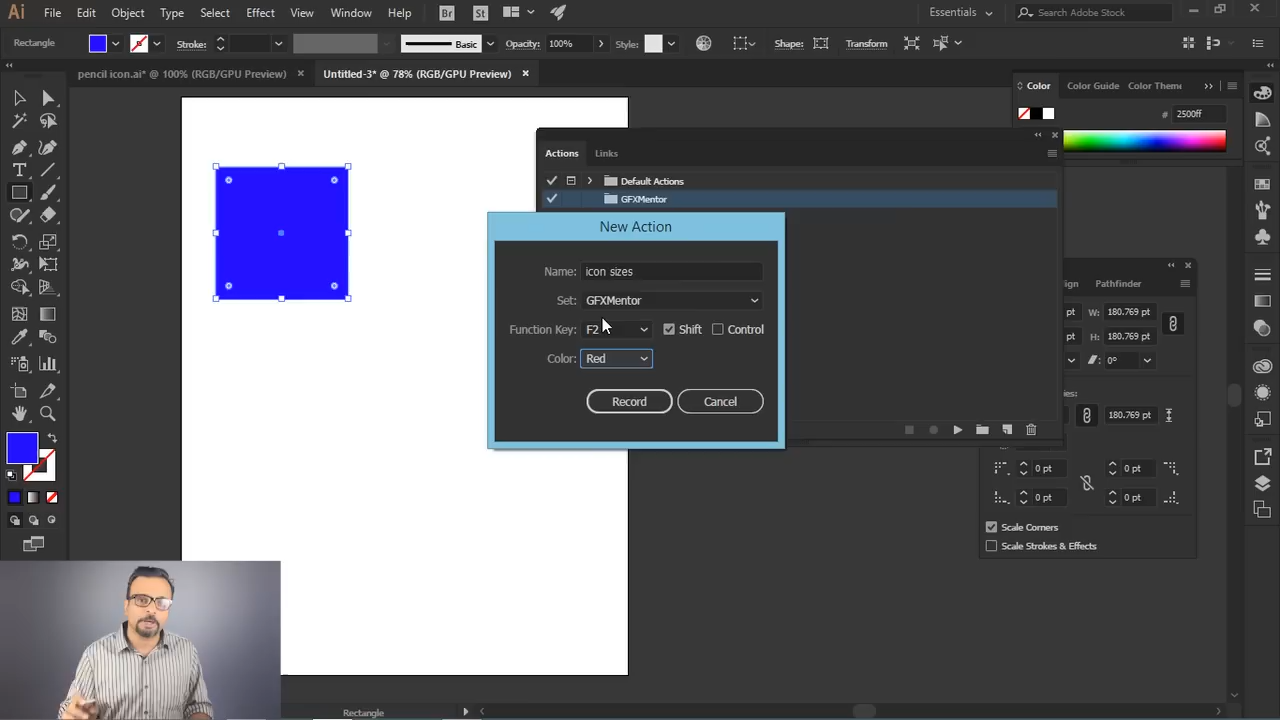 Ai File Edit Object Type Select Effect View Window Help Br St Essentials Search Adobe Stock
Rectangle Stroke: Basic Opacity: 100% Style: Shape: Transform
pencil icon.ai* @ 100% (RGB/GPU Preview) × Untitled-3* @ 78% (RGB/GPU Preview) ×
Color Color Guide Color Theme
# 2500ff
Actions Links
Default Actions
GFXMentor
New Action
Name: icon sizes
Set: GFXMentor
Function Key: F2 Shift Control
Color: Red
Record Cancel
Pathfinder
pt W: 180.769 pt
pt H: 180.769 pt
0°
180.769 pt
0 pt 0 pt
0 pt 0 pt
Scale Corners
Scale Strokes & Effects
Rectangle